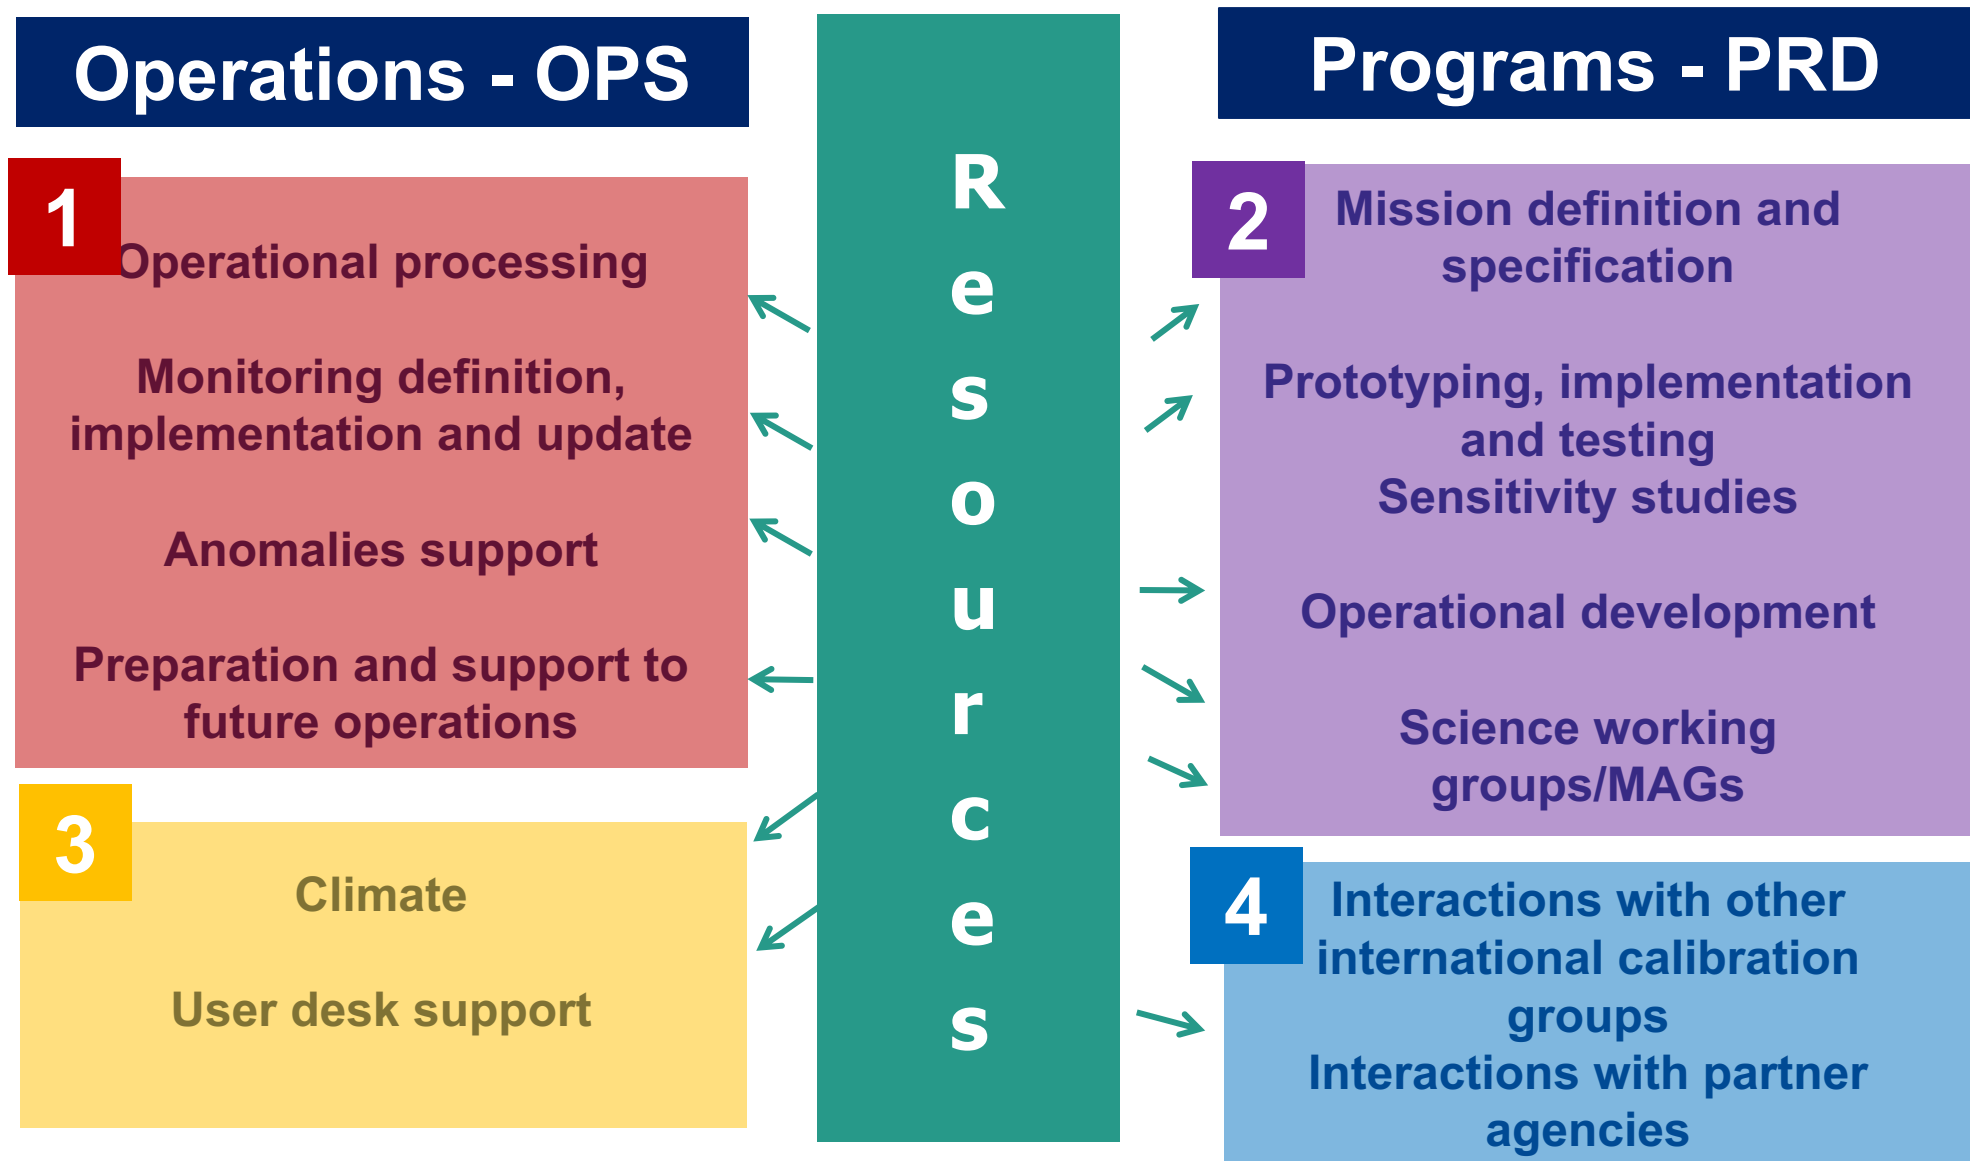 Operations - OPS
1
Operational processing
Monitoring definition,
implementation and update
Anomalies support
Preparation and support to
future operations
3
Climate
User desk support
R
e
s
o
u
r
c
e
s
Programs - PRD
2
Mission definition and
specification
Prototyping, implementation
and testing
Sensitivity studies
Operational development
Science working
groups/MAGs
4
Interactions with other
international calibration
groups
Interactions with partner
agencies